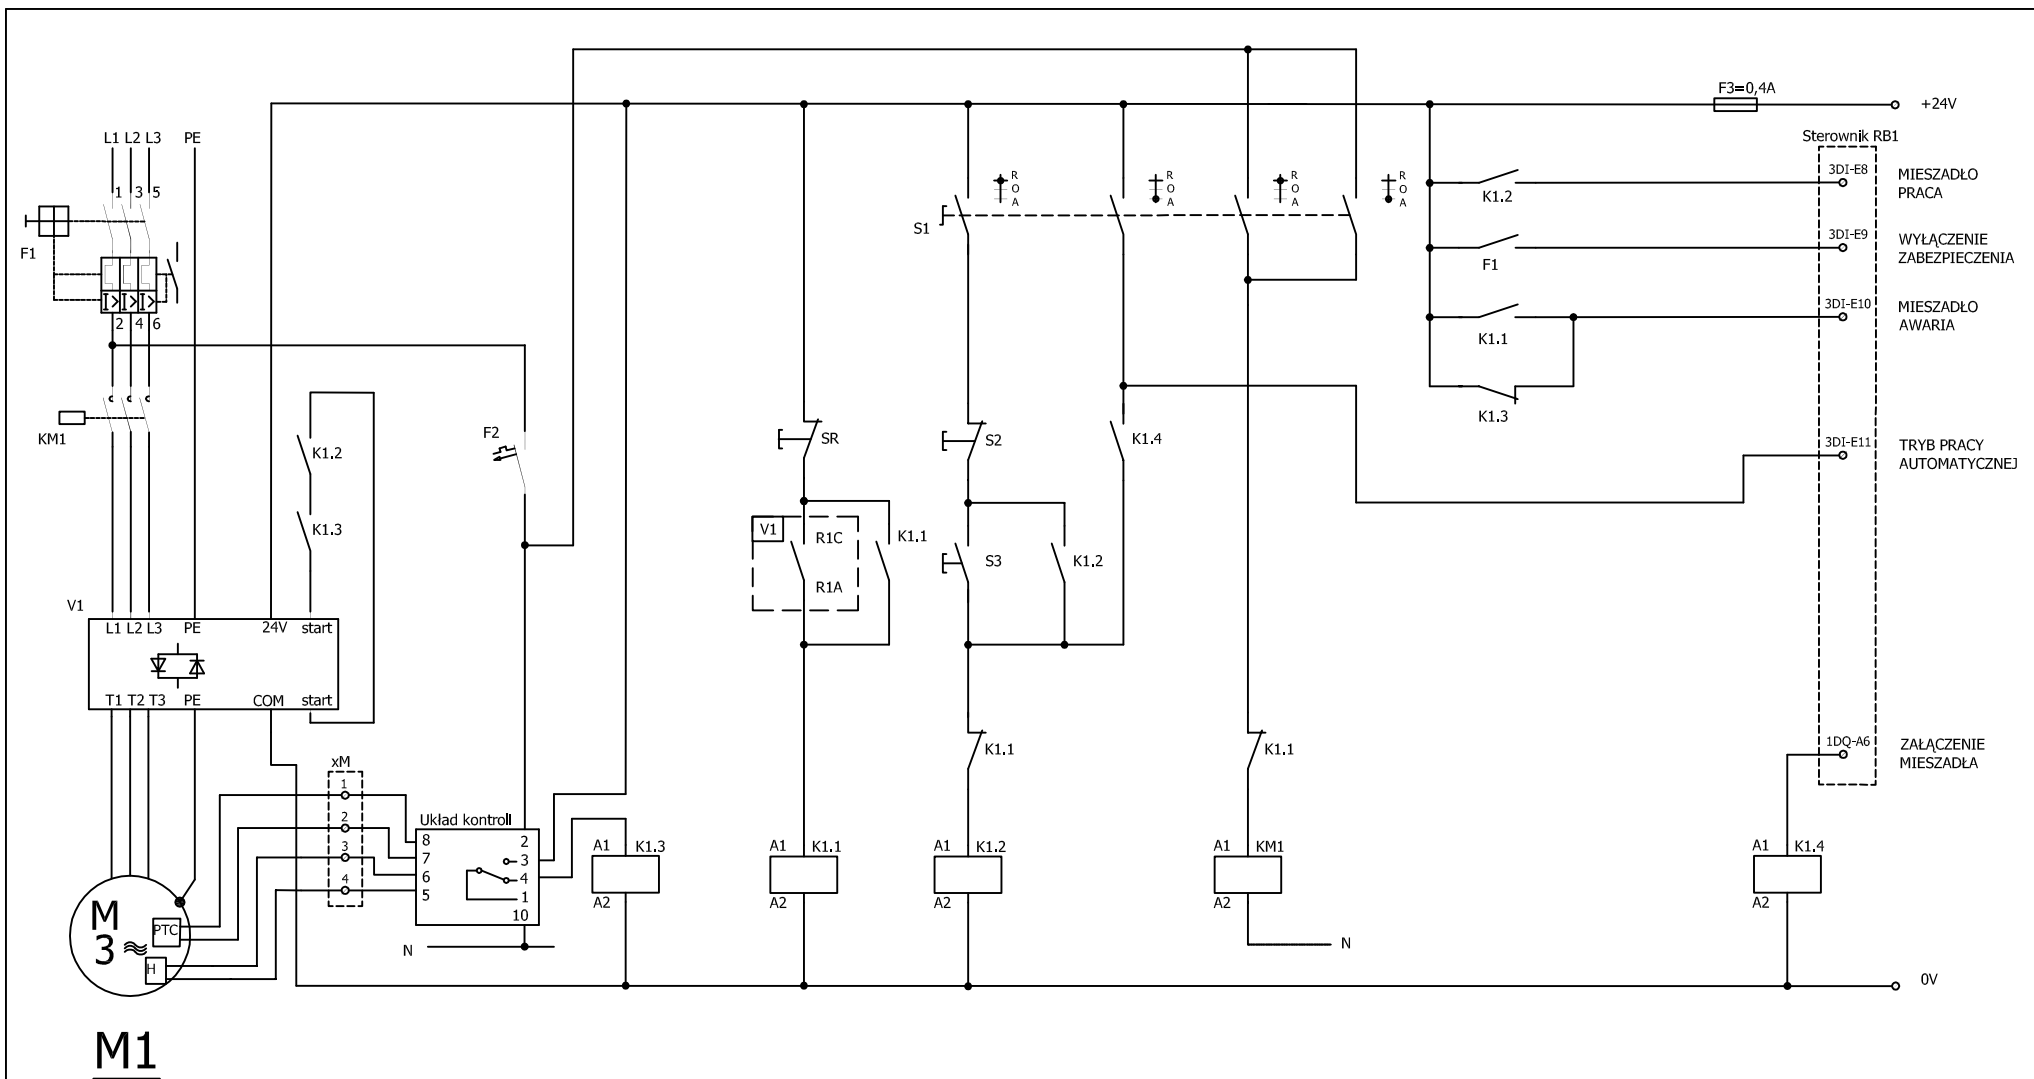 F3=0,4A
+24V
Sterownik RB1
L1 L2 L3 PE
1 3 5
F1
2 4 6
KM1
K1.2
K1.3
F2
V1
L1 L2 L3 PE 24V start
T1 T2 T3 PE COM start
R
O
A
R
O
A
R
O
A
R
O
A
S1
3DI-E8
MIESZADŁO
PRACA
K1.2
3DI-E9
WYŁĄCZENIE
ZABEZPIECZENIA
F1
3DI-E10
MIESZADŁO
AWARIA
K1.1
K1.3
3DI-E11
TRYB PRACY
AUTOMATYCZNEJ
SR
S2
K1.4
V1
R1C
R1A
K1.1
S3
K1.2
K1.1
K1.1
1DQ-A6
ZAŁĄCZENIE
MIESZADŁA
xM
1
2
3
4
Układ kontroli
8
7
6
5
2
3
4
1
10
N
A1 K1.3
A2
A1 K1.1
A2
A1 K1.2
A2
A1 KM1
A2
N
A1 K1.4
A2
M
3
PTC
H
0V
M1